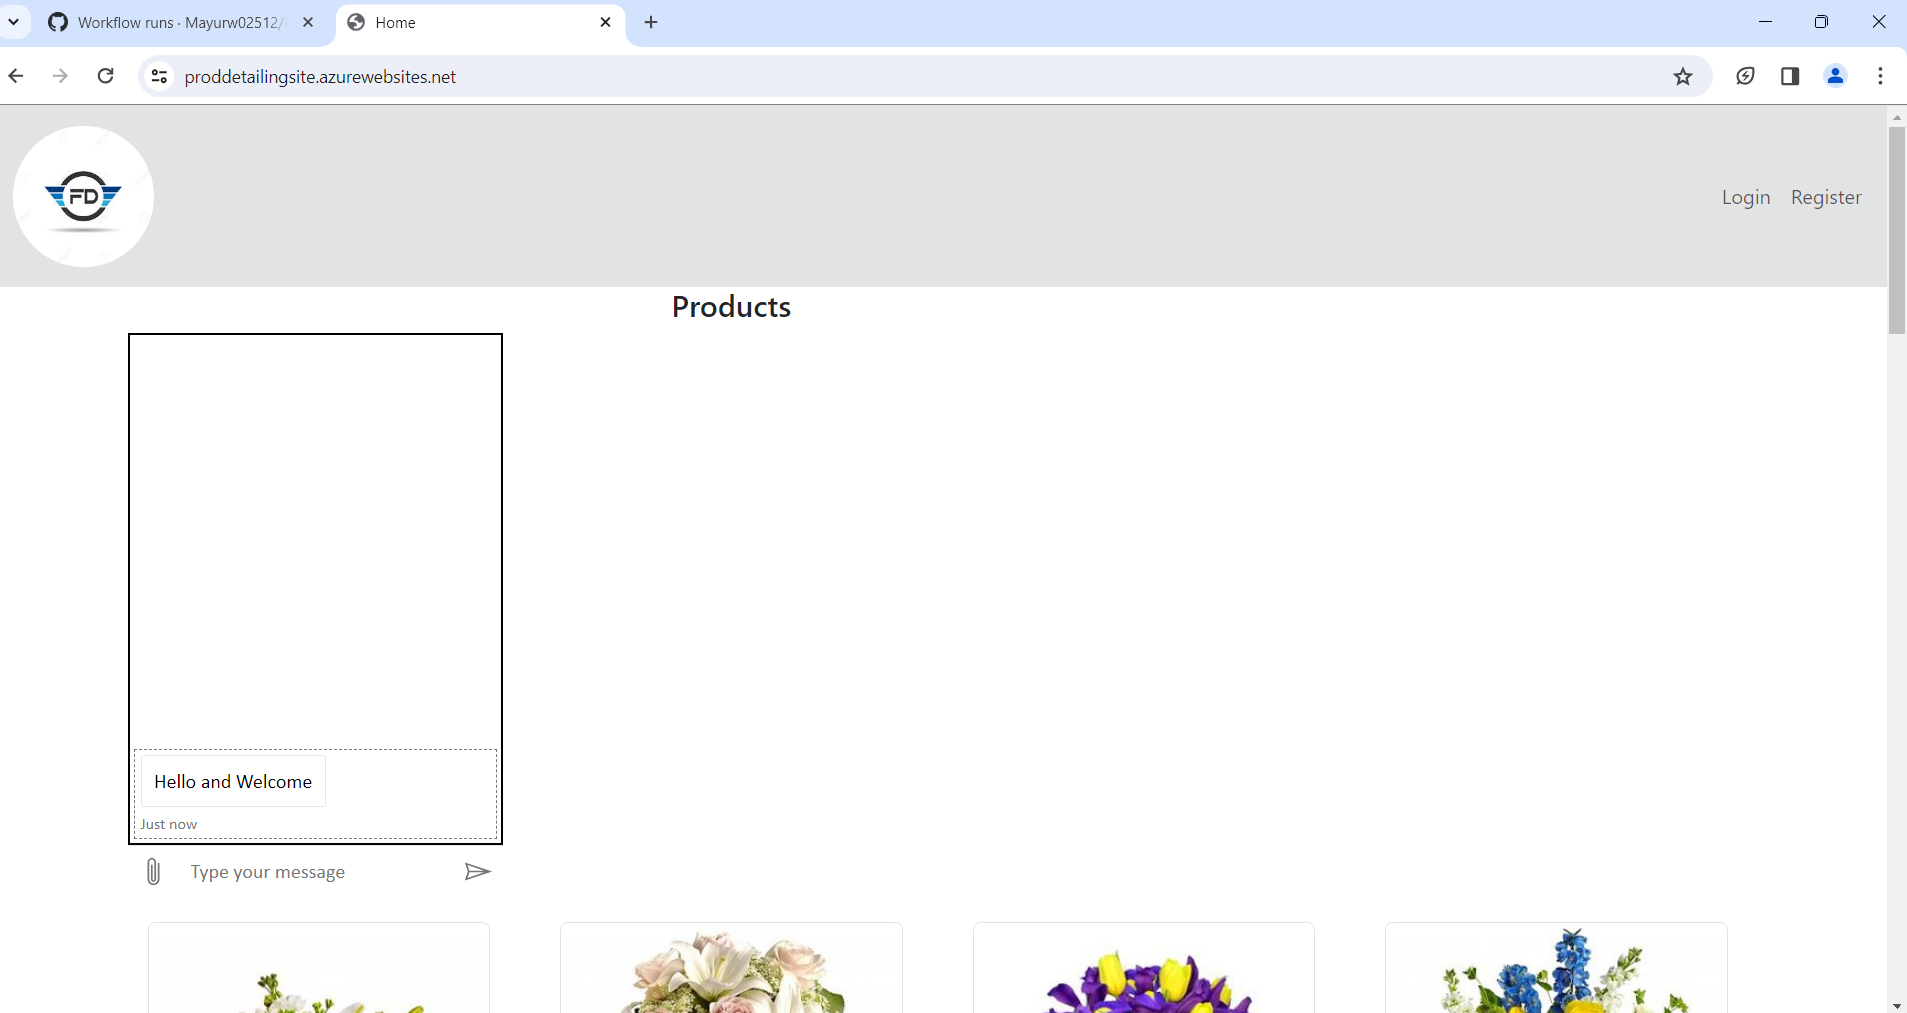 Workflow runs · Mayurw02512/
Home
proddetailingsite.azurewebsites.net
FD
Login Register
Products
Hello and Welcome
Just now
Type your message